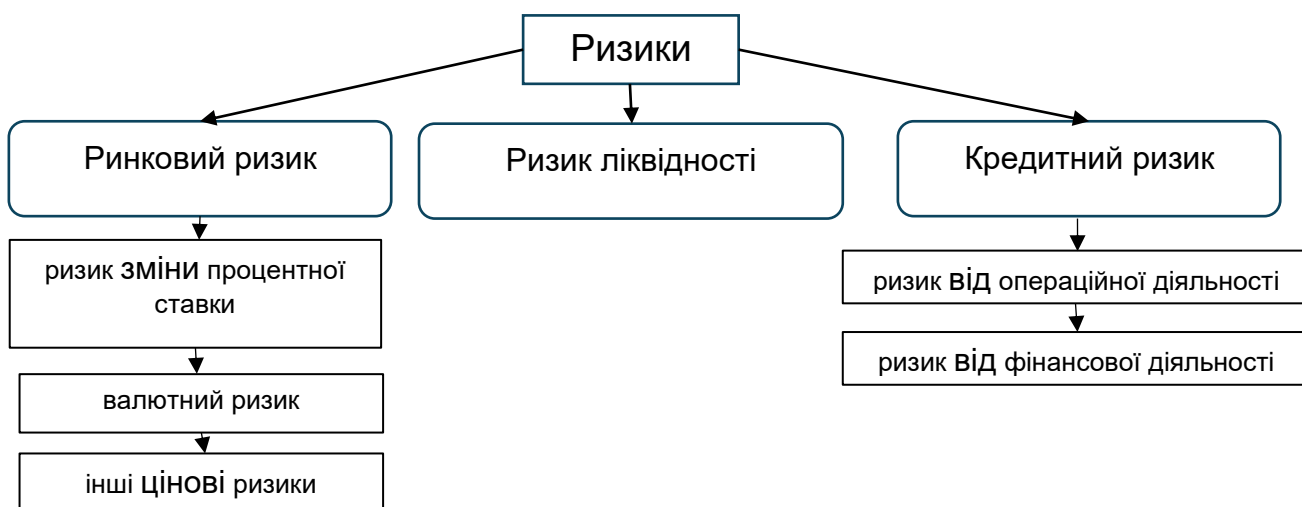 Ризики
Ринковий ризик
Ризик ліквідності
Кредитний ризик
ризик зміни процентної
ставки
валютний ризик
інші цінові ризики
ризик від операційної діяльності
ризик від фінансової діяльності